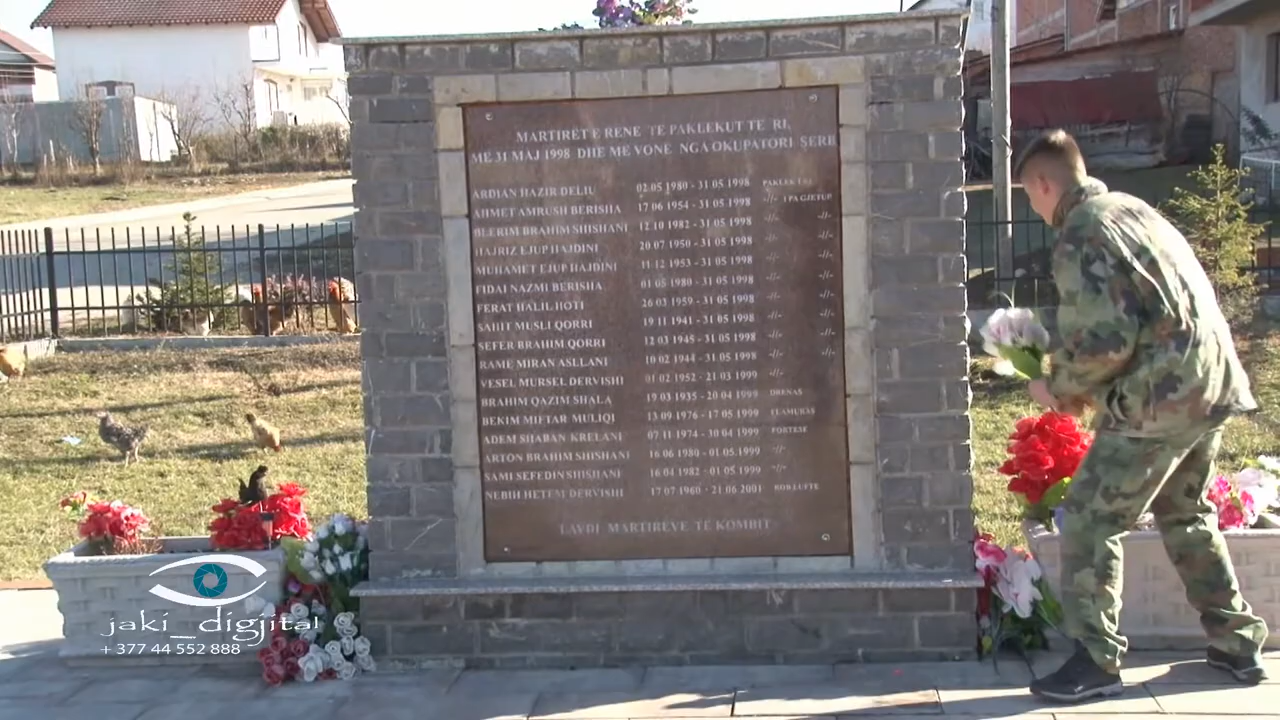 MARTIRËT E RËNË TË PAKLEKUT TË RI,
MË 31 MAJ 1998 DHE MË VONË NGA OKUPATORI SERB
ARDIAN HAZIR DELIU 02.05 1980 - 31 05 1998 PAKLEK I RI
AHMET AMRUSH BERISHA 17 06 1954 - 31 05 1998 -//- I PAGJETUR
BLERIM BRAHIM SHISHANI 12.10 1982 - 31 05 1998 -//- -//-
HAJRIZ EJUP HAJDINI 20.07 1950 - 31 05 1998 -//- -//-
MUHAMET EJUP HAJDINI 11 12 1953 - 31 05 1998 -//- -//-
FIDAI NAZMI BERISHA 01 05 1980 - 31 05 1998 -//- -//-
FERAT HALIL HOTI 26 03 1959 - 31 05 1998 -//- -//-
SAHIT MUSLI QORRI 19 11 1941 - 31 05 1998 -//- -//-
SEFER BRAHIM QORRI 12 03 1945 - 31 05 1998 -//- -//-
RAME MIRAN ASLLANI 10 02 1944 - 31 05 1998 -//- -//-
VESEL MURSEL DERVISHI 01 02 1952 - 21 03 1999 -//-
BRAHIM QAZIM SHALA 19 03 1935 - 20 04 1999 DRENAS
BEKIM MIFTAR MULIQI 13 09 1976 - 17 05 1999
ADEM SHABAN KRELANI 07 11 1974 - 30 04 1999 FORTESË
ARTON BRAHIM SHISHANI 16 06 1980 - 01.05 1999 -//-
SAMI SEFEDIN SHISHANI 16 04 1982 - 01 05 1999 -//-
NEBIH HETEM DERVISHI 17 07 1960 - 21 06 2001
LAVDI MARTIRËVE TË KOMBIT
jaki_digjital
+ 377 44 552 888